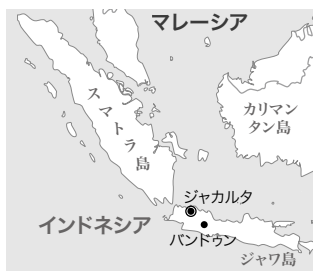 マレーシア
スマトラ島
カリマン
タン島
ジャカルタ
インドネシア
バンドゥン
ジャワ島